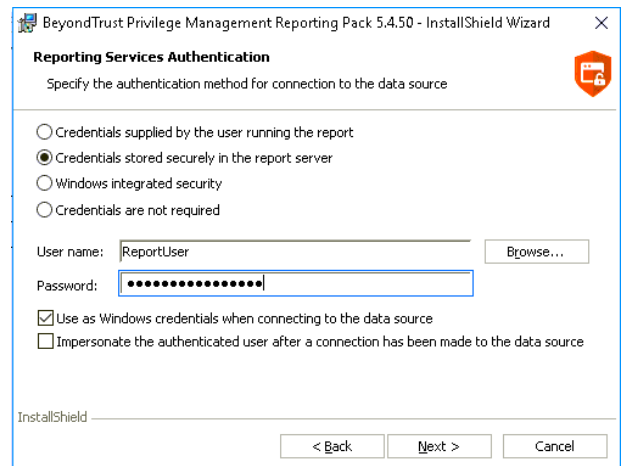 BeyondTrust Privilege Management Reporting Pack 5.4.50 - InstallShield Wizard
Reporting Services Authentication
Specify the authentication method for connection to the data source
Credentials supplied by the user running the report
Credentials stored securely in the report server
Windows integrated security
Credentials are not required
User name: ReportUser Browse...
Password: ••••••••••••••••
Use as Windows credentials when connecting to the data source
Impersonate the authenticated user after a connection has been made to the data source
InstallShield
< Back Next > Cancel